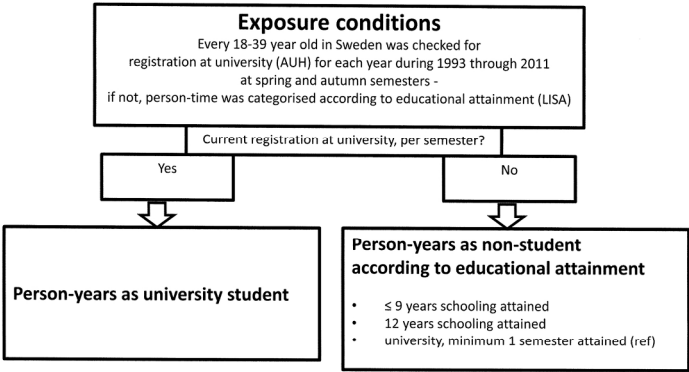 Exposure conditions
Every 18-39 year old in Sweden was checked for
registration at university (AUH) for each year during 1993 through 2011
at spring and autumn semesters -
if not, person-time was categorised according to educational attainment (LISA)
Current registration at university, per semester?
Yes
No
Person-years as university student
Person-years as non-student
according to educational attainment
• ≤ 9 years schooling attained
• 12 years schooling attained
• university, minimum 1 semester attained (ref)